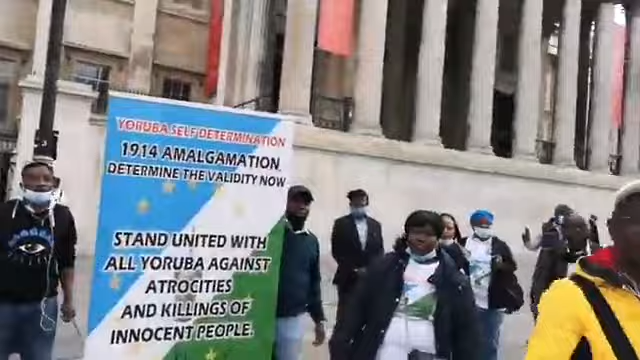 YORUBA SELF DETERMINATION
1914 AMALGAMATION,
DETERMINE THE VALIDITY NOW
STAND UNITED WITH
ALL YORUBA AGAINST
ATROCITIES
AND KILLINGS OF
INNOCENT PEOPLE.